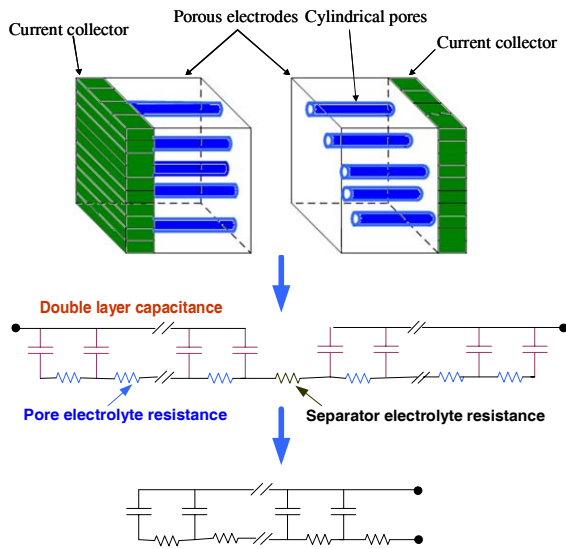 Porous electrodes Cylindrical pores
Current collector
Current collector
Double layer capacitance
Pore electrolyte resistance
Separator electrolyte resistance